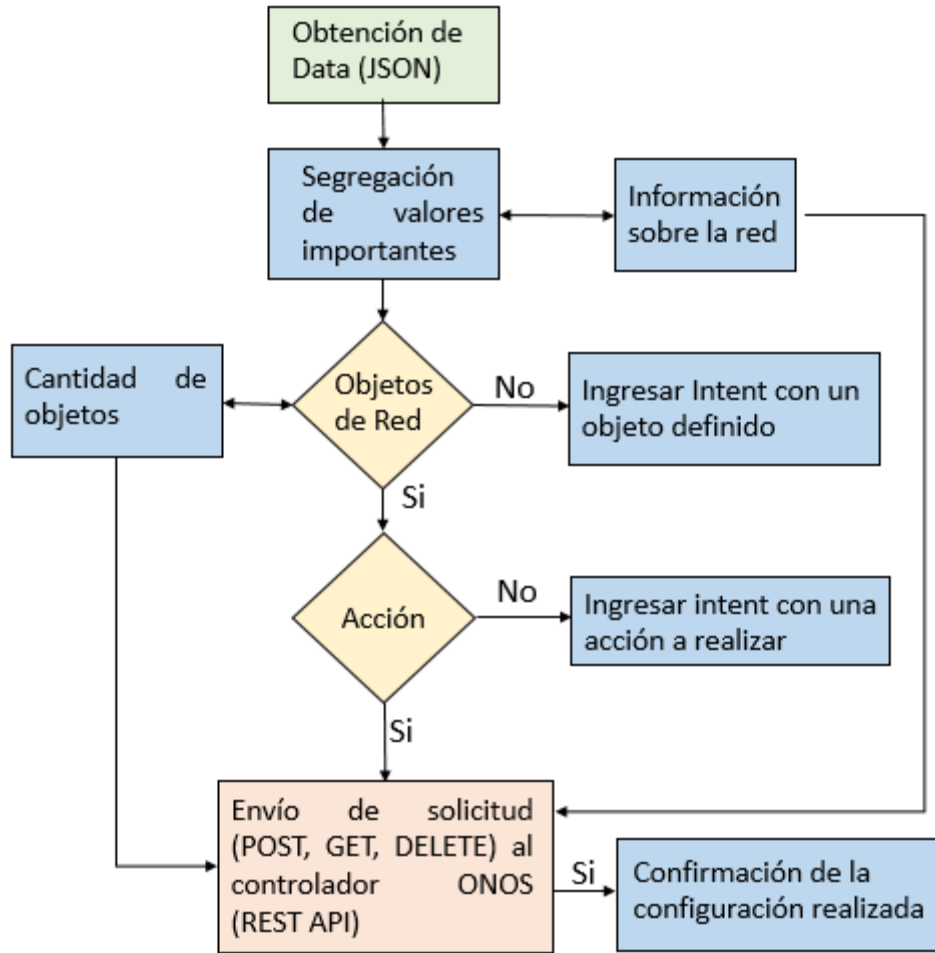 Obtención de
Data (JSON)
Segregación
de valores
importantes
Información
sobre la red
Cantidad de
objetos
Objetos
de Red
No
Ingresar Intent con un
objeto definido
Si
Acción
No
Ingresar intent con una
acción a realizar
Si
Envío de solicitud
(POST, GET, DELETE) al
controlador ONOS
(REST API)
Si
Confirmación de la
configuración realizada